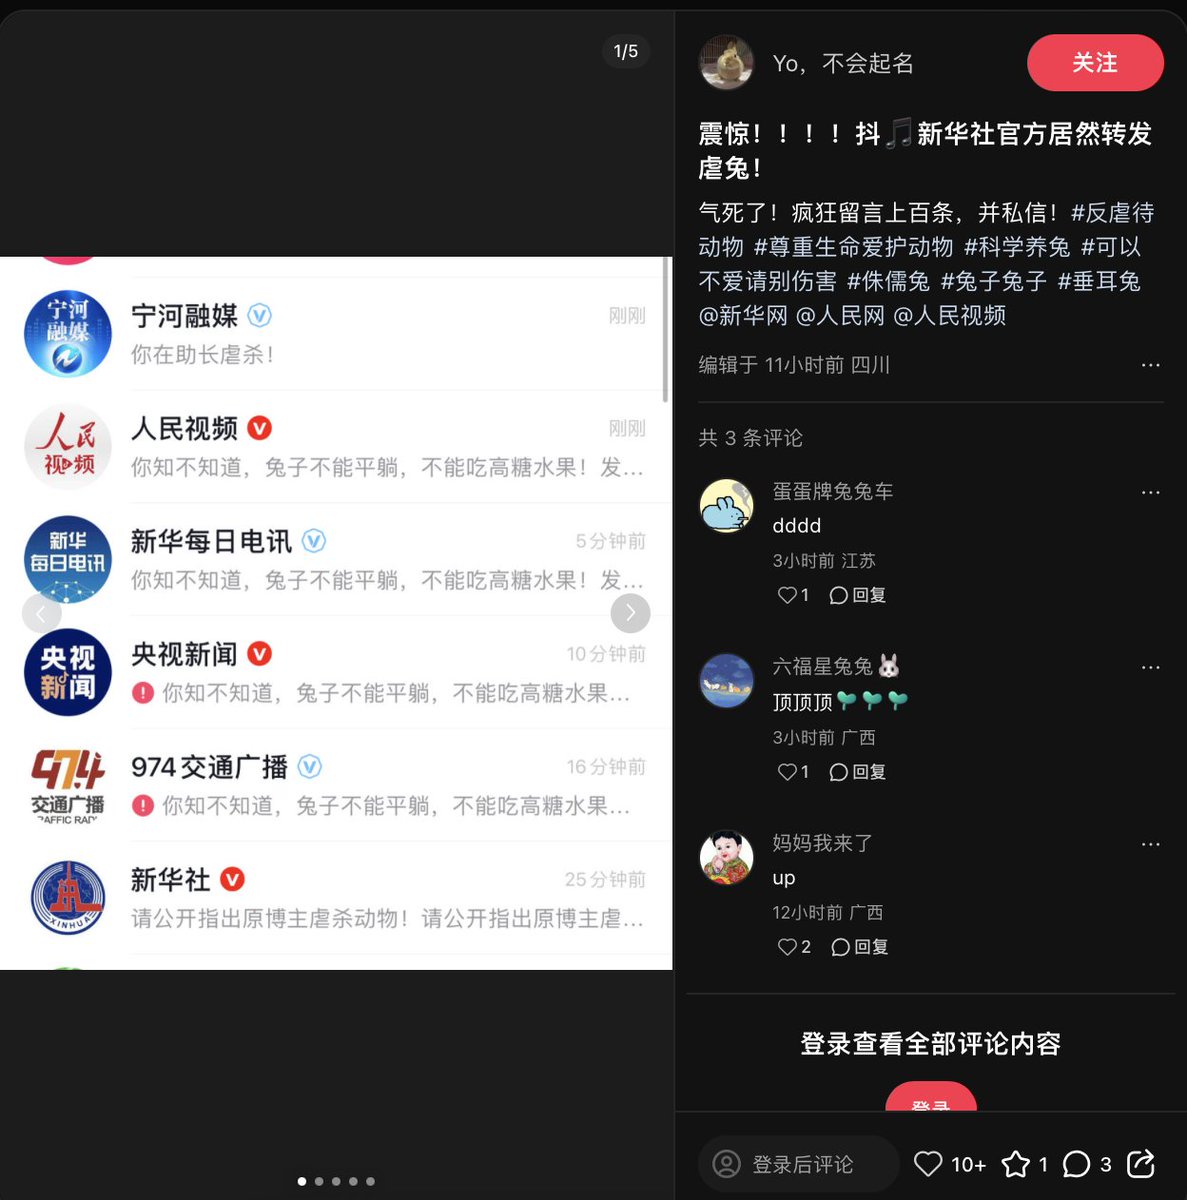 1/5
宁河
融媒
宁河融媒
刚刚
你在助长虐杀！
人民
视频
人民视频
刚刚
你知不知道，兔子不能平躺，不能吃高糖水果！发...
新华
每日电讯
新华每日电讯
5分钟前
你知不知道，兔子不能平躺，不能吃高糖水果！发...
央视
新闻
央视新闻
10分钟前
你知不知道，兔子不能平躺，不能吃高糖水果...
974
交通广播
974交通广播
16分钟前
你知不知道，兔子不能平躺，不能吃高糖水果...
XINHUA
新华社
25分钟前
请公开指出原博主虐杀动物！请公开指出原博主虐...
Yo，不会起名
关注
震惊！！！！抖🎵新华社官方居然转发
虐兔！
气死了！疯狂留言上百条，并私信！#反虐待
动物 #尊重生命爱护动物 #科学养兔 #可以
不爱请别伤害 #侏儒兔 #兔子兔子 #垂耳兔
@新华网 @人民网 @人民视频
编辑于 11小时前 四川
共 3 条评论
蛋蛋牌兔兔车
dddd
3小时前 江苏
1 回复
六福星兔兔🐰
顶顶顶🌱🌱🌱
3小时前 广西
1 回复
妈妈我来了
up
12小时前 广西
2 回复
登录查看全部评论内容
登录
登录后评论
10+
1
3